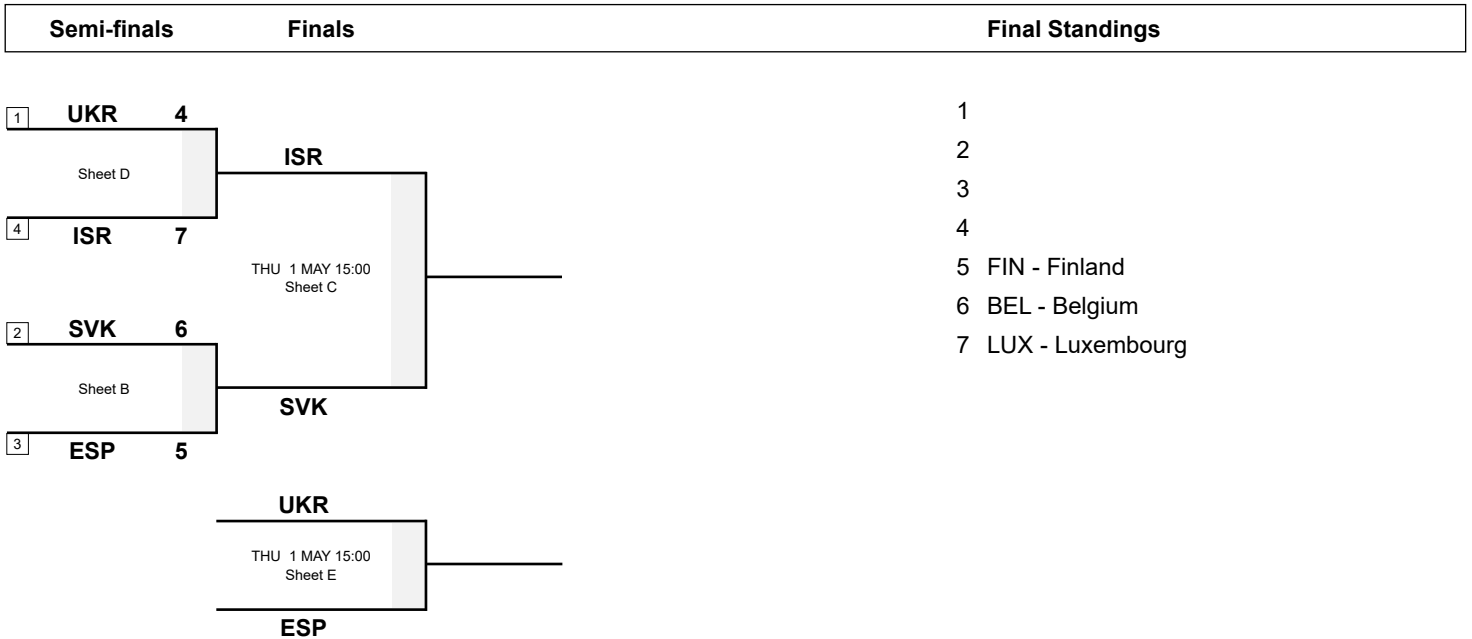 Semi-finals Finals Final Standings
1 UKR 4
Sheet D
4 ISR 7
ISR
THU 1 MAY 15:00
Sheet C
2 SVK 6
Sheet B
3 ESP 5
SVK
UKR
THU 1 MAY 15:00
Sheet E
ESP
1
2
3
4
5 FIN - Finland
6 BEL - Belgium
7 LUX - Luxembourg